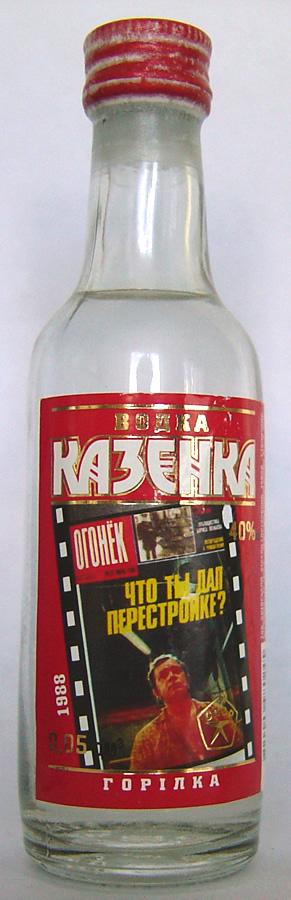 ВОДКА
КАЗЕНКА
40%
ОГОНЁК
ЧТО ТЫ ДАЛ
ПЕРЕСТРОЙКЕ?
1988
0,05
ГОРІЛКА